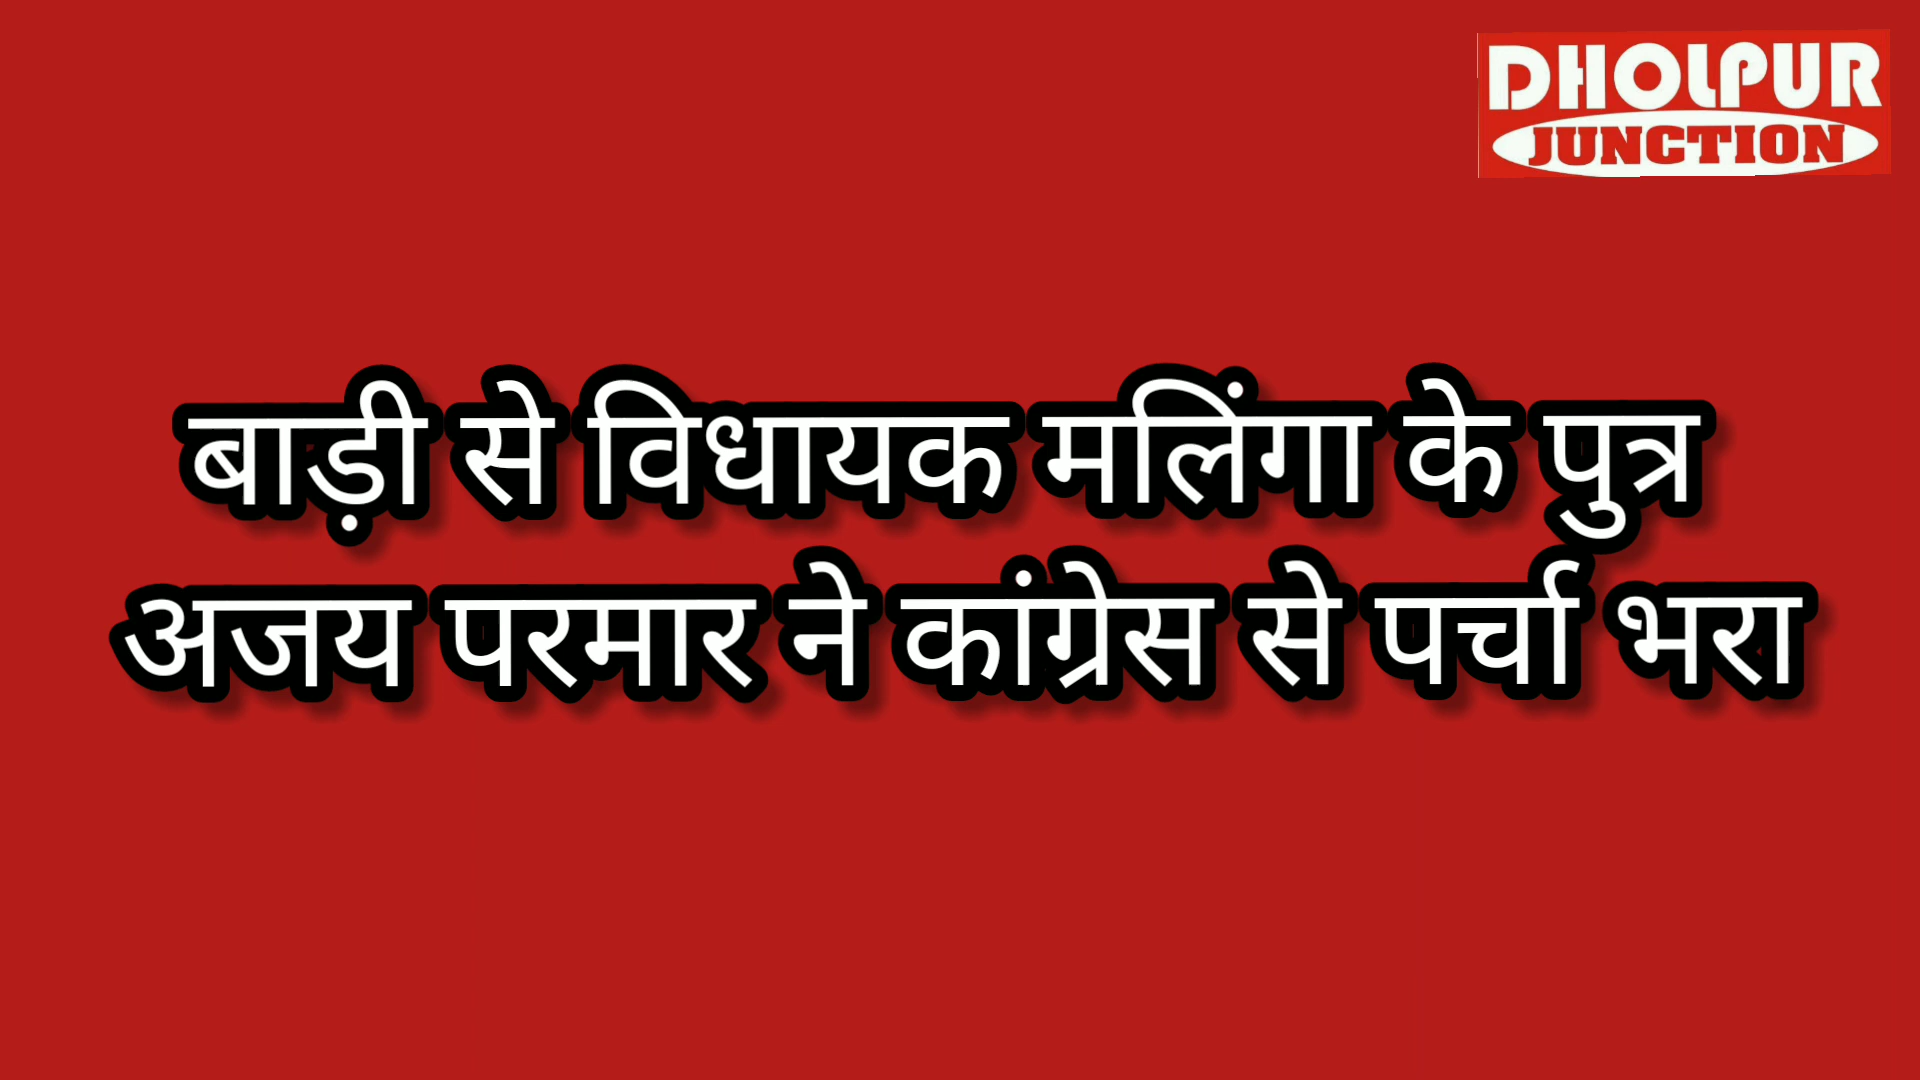 DHOLPUR
JUNCTION
बाड़ी से विधायक मलिंगा के पुत्र
अजय परमार ने कांग्रेस से पर्चा भरा